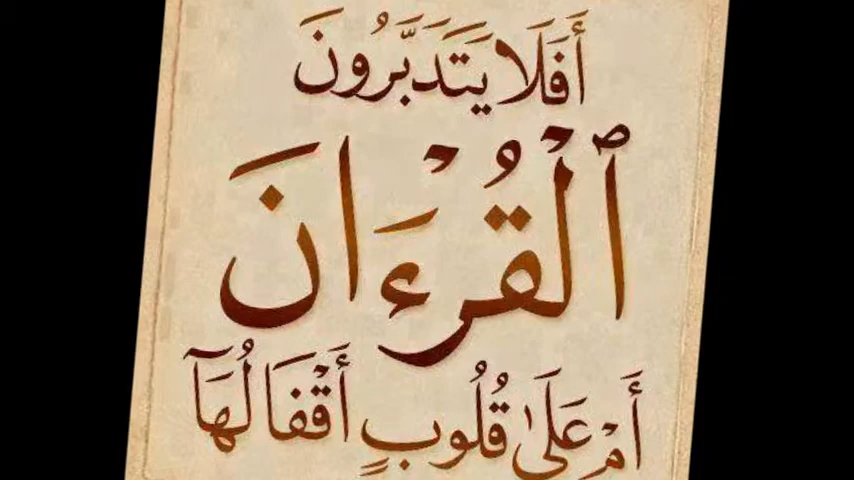 أَفَلَا يَتَدَبَّرُونَ
ٱلْقُرْءَانَ
أَمْ عَلَىٰ قُلُوبٍ أَقْفَالُهَآ